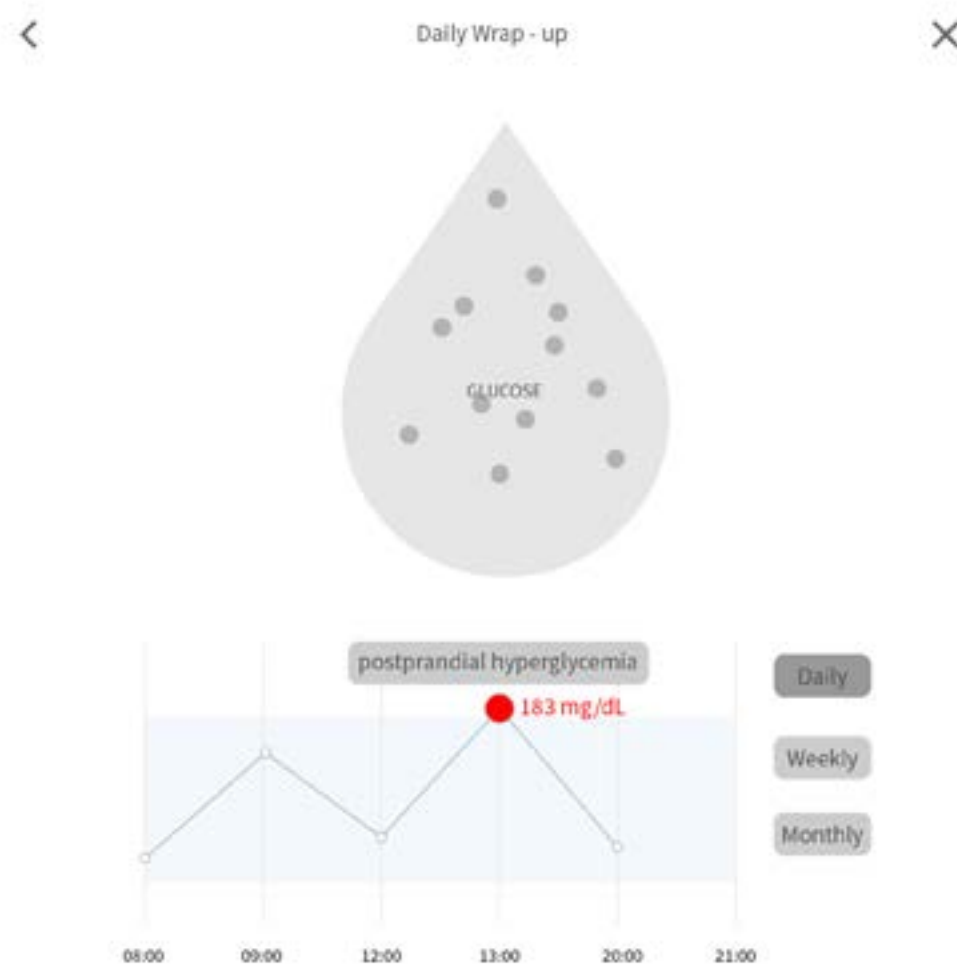 Daily Wrap - up
GLUCOSE
postprandial hyperglycemia
183 mg/dL
Daily
Weekly
Monthly
08:00 09:00 12:00 13:00 20:00 21:00